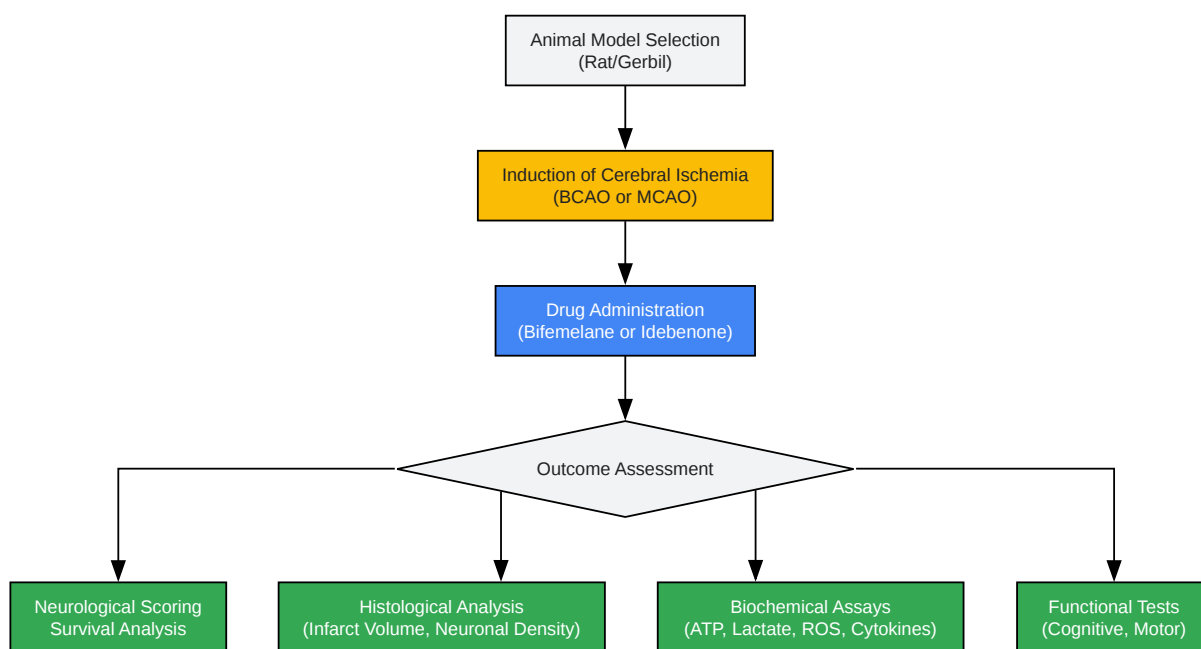 Animal Model Selection
(Rat/Gerbil)
Induction of Cerebral Ischemia
(BCAO or MCAO)
Drug Administration
(Bifemelane or Idebenone)
Outcome Assessment
Neurological Scoring
Survival Analysis
Histological Analysis
(Infarct Volume, Neuronal Density)
Biochemical Assays
(ATP, Lactate, ROS, Cytokines)
Functional Tests
(Cognitive, Motor)